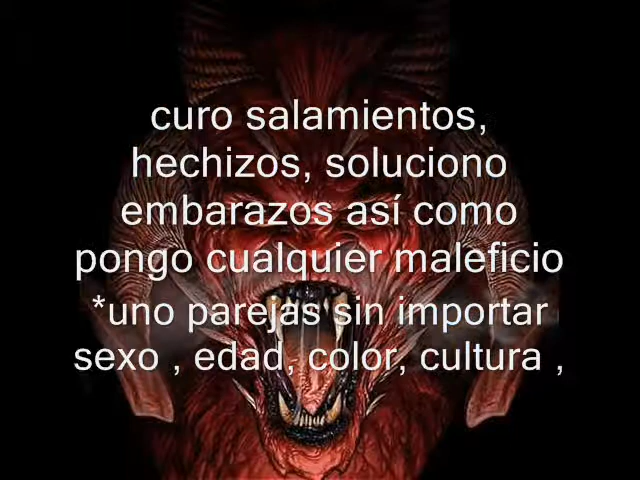 curo salamientos,
hechizos, soluciono
embarazos así como
pongo cualquier maleficio
*uno parejas sin importar
sexo , edad, color, cultura ,